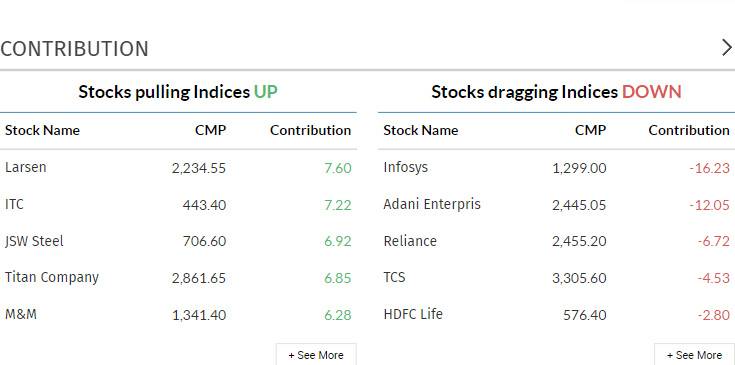 CONTRIBUTION
Stocks pulling Indices UP
Stock Name CMP Contribution
Larsen 2,234.55 7.60
ITC 443.40 7.22
JSW Steel 706.60 6.92
Titan Company 2,861.65 6.85
M&M 1,341.40 6.28
+ See More
Stocks dragging Indices DOWN
Stock Name CMP Contribution
Infosys 1,299.00 -16.23
Adani Enterpris 2,445.05 -12.05
Reliance 2,455.20 -6.72
TCS 3,305.60 -4.53
HDFC Life 576.40 -2.80
+ See More